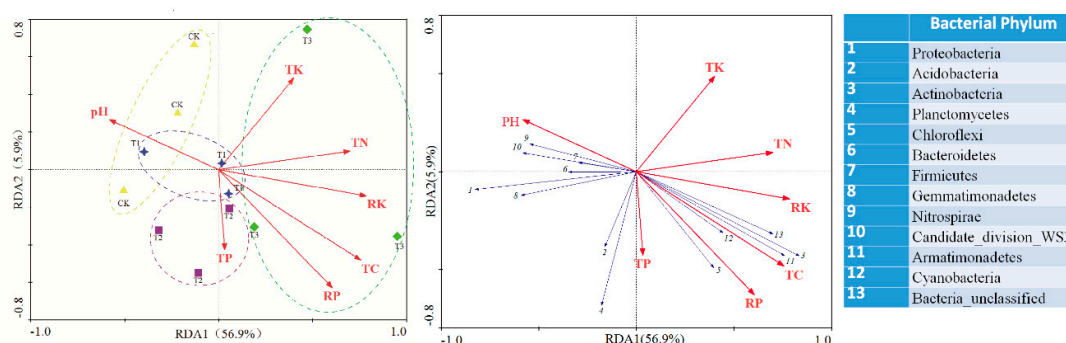 0.8
CK
T3
TK
CK
pH
T1
T1
TN
RK
T3
CK
T2
T3
T3
T2
TP
TC
T2
RP
RDA2 (5.9%)
-0.8
-1.0
RDA1 (56.9%)
1.0
0.8
TK
PH
9
10
7
TN
6
1
8
RK
12
13
2
TP
5
11
3
TC
RP
4
RDA2(5.9%)
-0.8
-1.0
RDA1(56.9%)
1.0
Bacterial Phylum
1 Proteobacteria
2 Acidobacteria
3 Actinobacteria
4 Planctomycetes
5 Chloroflexi
6 Bacteroidetes
7 Firmicutes
8 Gemmatimonadetes
9 Nitrospirae
10 Candidate_division_WS
11 Armatimonadetes
12 Cyanobacteria
13 Bacteria_unclassified